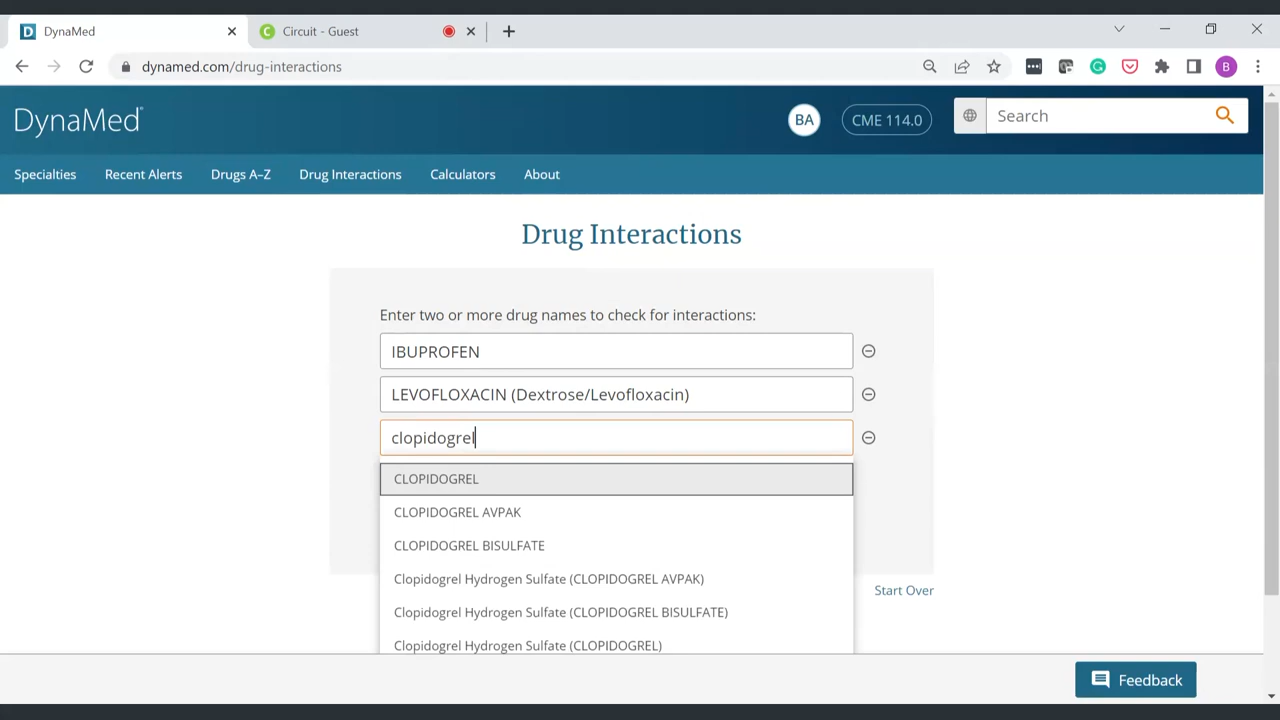 DynaMed
Circuit - Guest
dynamed.com/drug-interactions
B
DynaMed
BA
CME 114.0
Search
Specialties
Recent Alerts
Drugs A–Z
Drug Interactions
Calculators
About
Drug Interactions
Enter two or more drug names to check for interactions:
IBUPROFEN
LEVOFLOXACIN (Dextrose/Levofloxacin)
clopidogrel
CLOPIDOGREL
CLOPIDOGREL AVPAK
CLOPIDOGREL BISULFATE
Clopidogrel Hydrogen Sulfate (CLOPIDOGREL AVPAK)
Clopidogrel Hydrogen Sulfate (CLOPIDOGREL BISULFATE)
Clopidogrel Hydrogen Sulfate (CLOPIDOGREL)
Start Over
Feedback